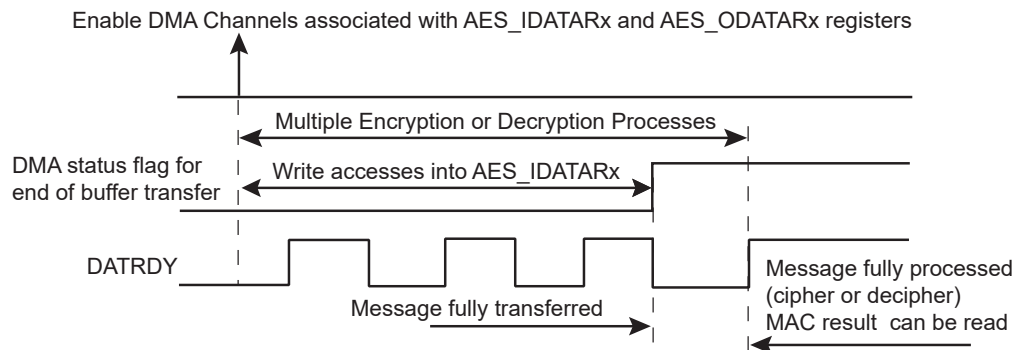 Enable DMA Channels associated with AES_IDATARx and AES_ODATARx registers
Multiple Encryption or Decryption Processes
DMA status flag for
end of buffer transfer
Write accesses into AES_IDATARx
DATRDY
Message fully transferred
Message fully processed
(cipher or decipher)
MAC result can be read